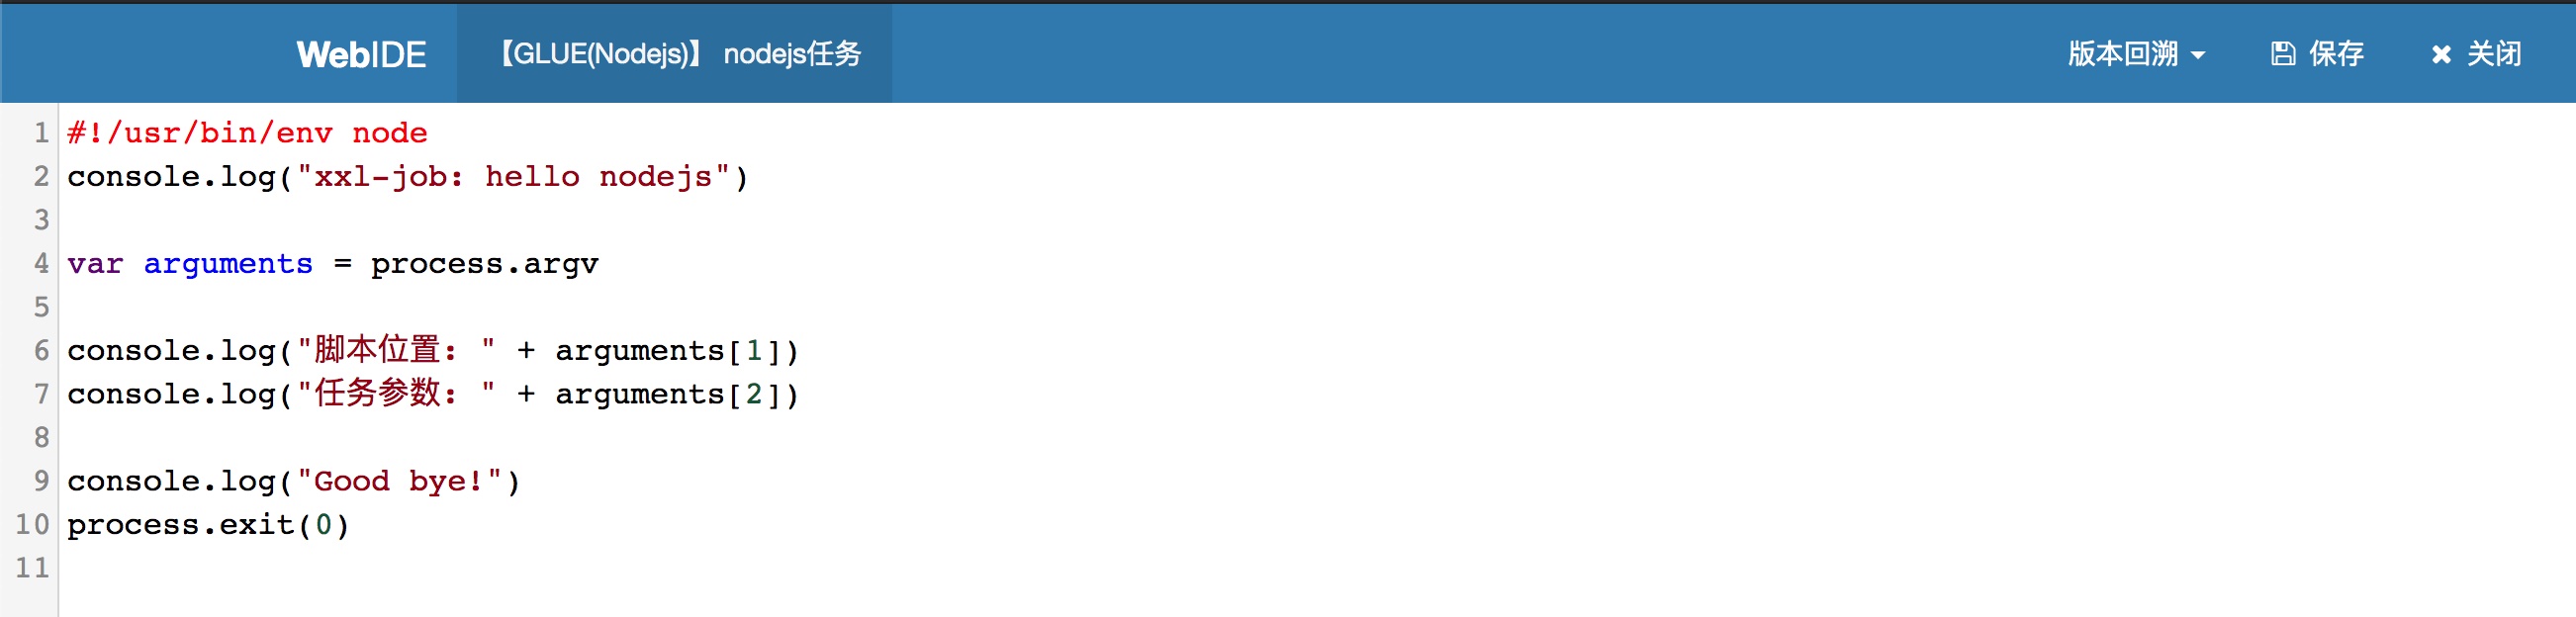 WebIDE 【GLUE(Nodejs)】 nodejs任务 版本回溯 保存 关闭
1 #!/usr/bin/env node
2 console.log("xxl-job: hello nodejs")
3
4 var arguments = process.argv
5
6 console.log("脚本位置: " + arguments[1])
7 console.log("任务参数: " + arguments[2])
8
9 console.log("Good bye!")
10 process.exit(0)
11